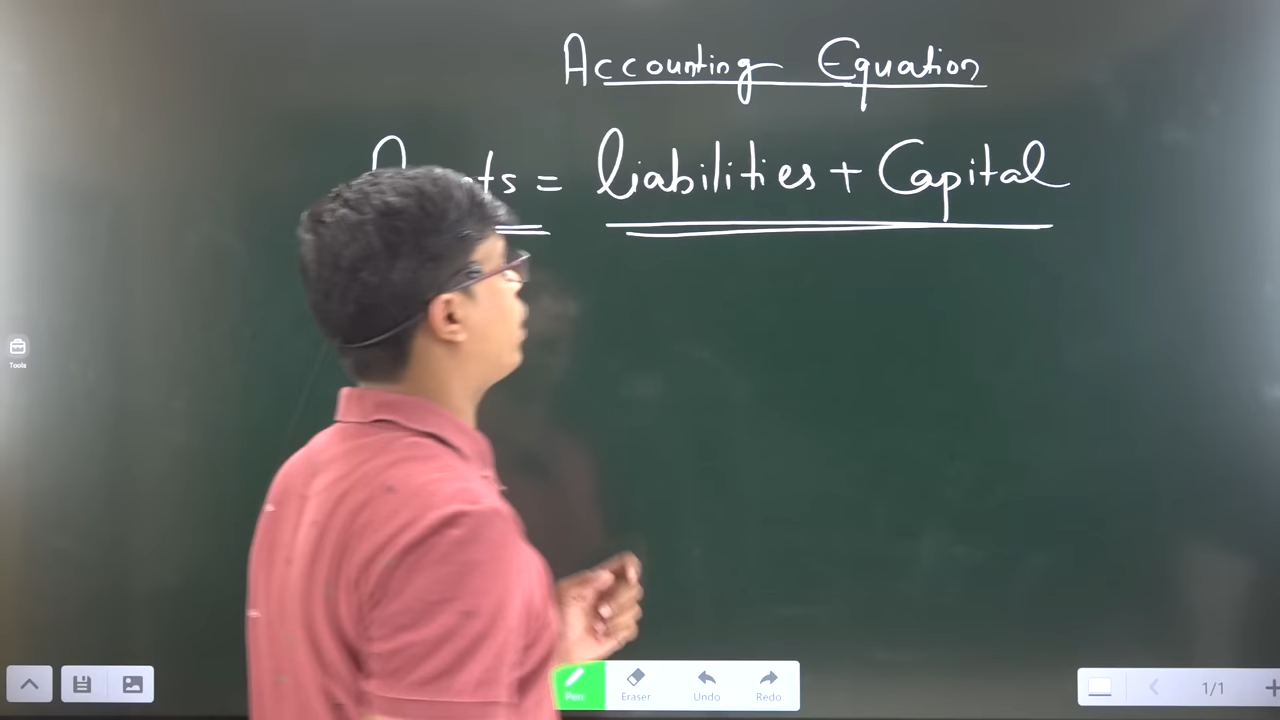 Accounting Equation
= Liabilities + Capital
Tools
Pen
Eraser
Undo
Redo
1/1